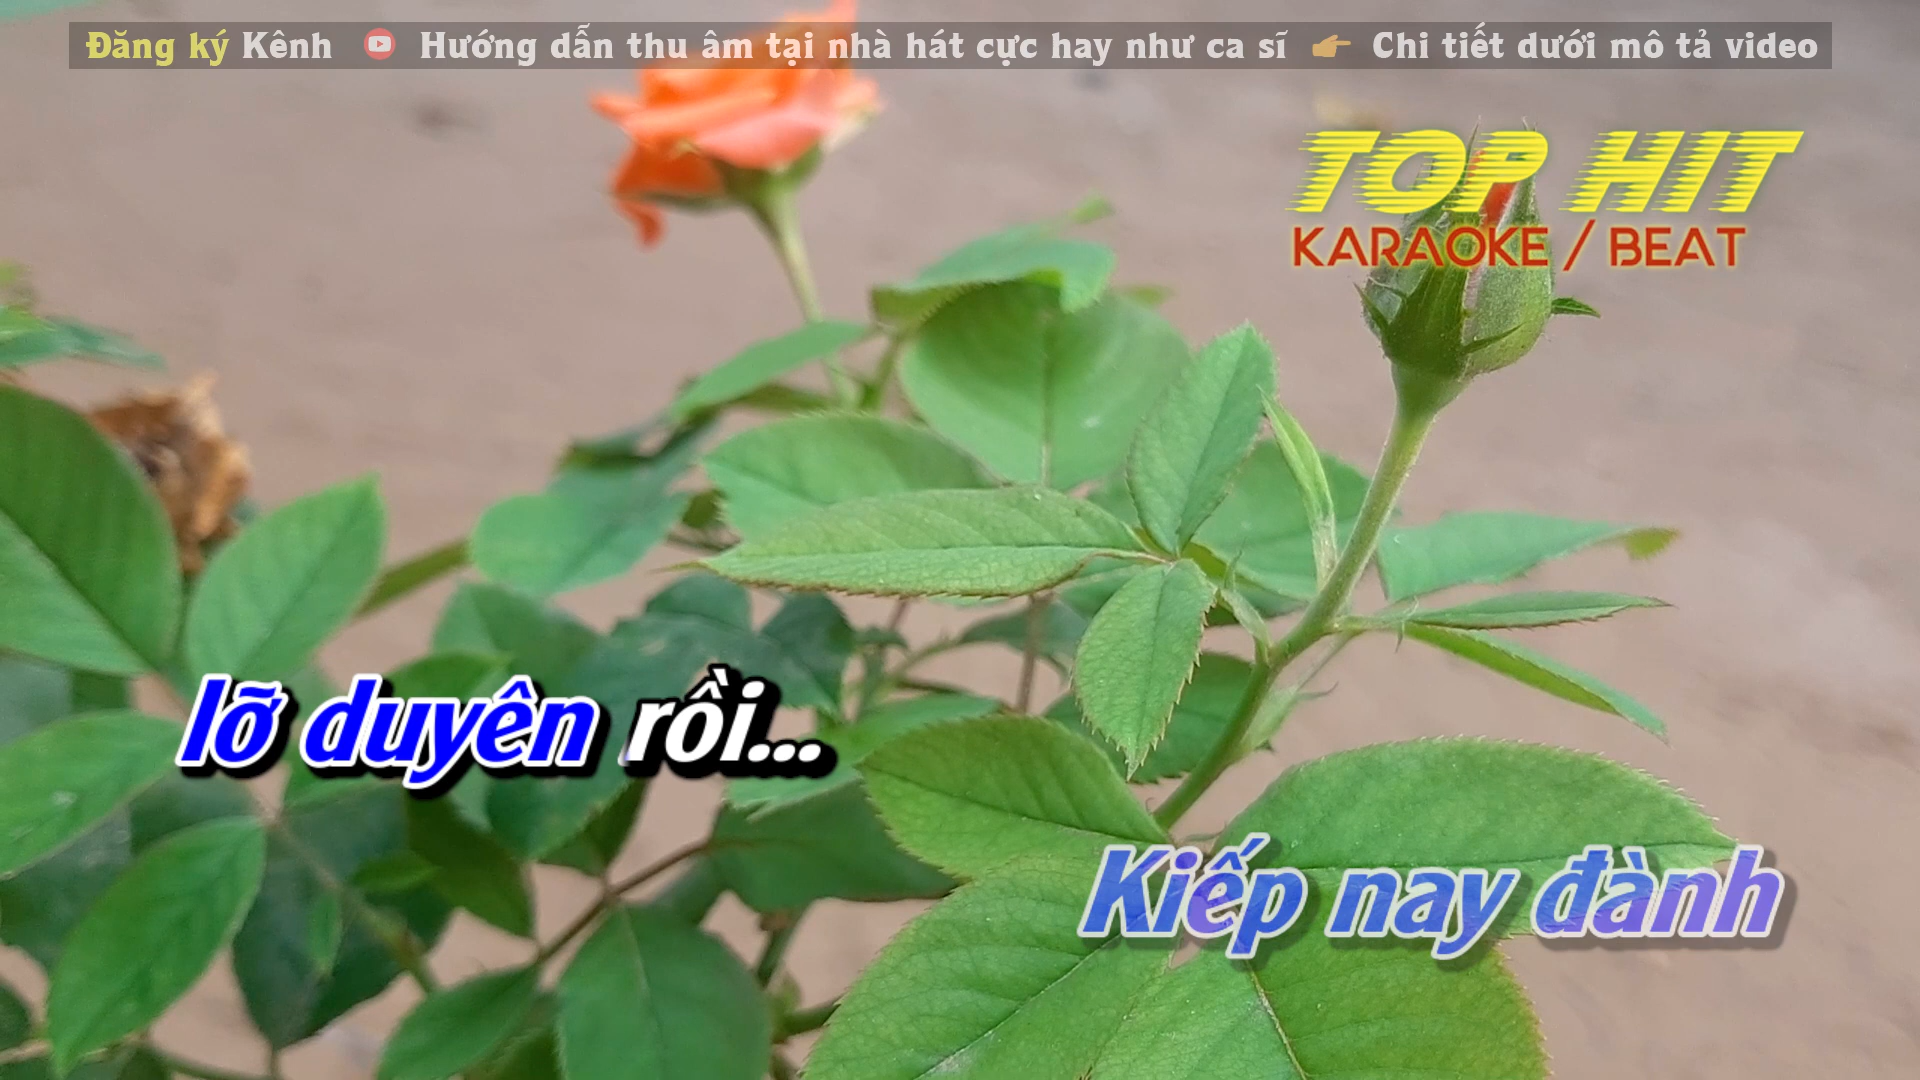 Đăng ký Kênh Hướng dẫn thu âm tại nhà hát cực hay như ca sĩ 👉 Chi tiết dưới mô tả video
TOP HIT
KARAOKE / BEAT
lỡ duyên rồi...
Kiếp nay đành